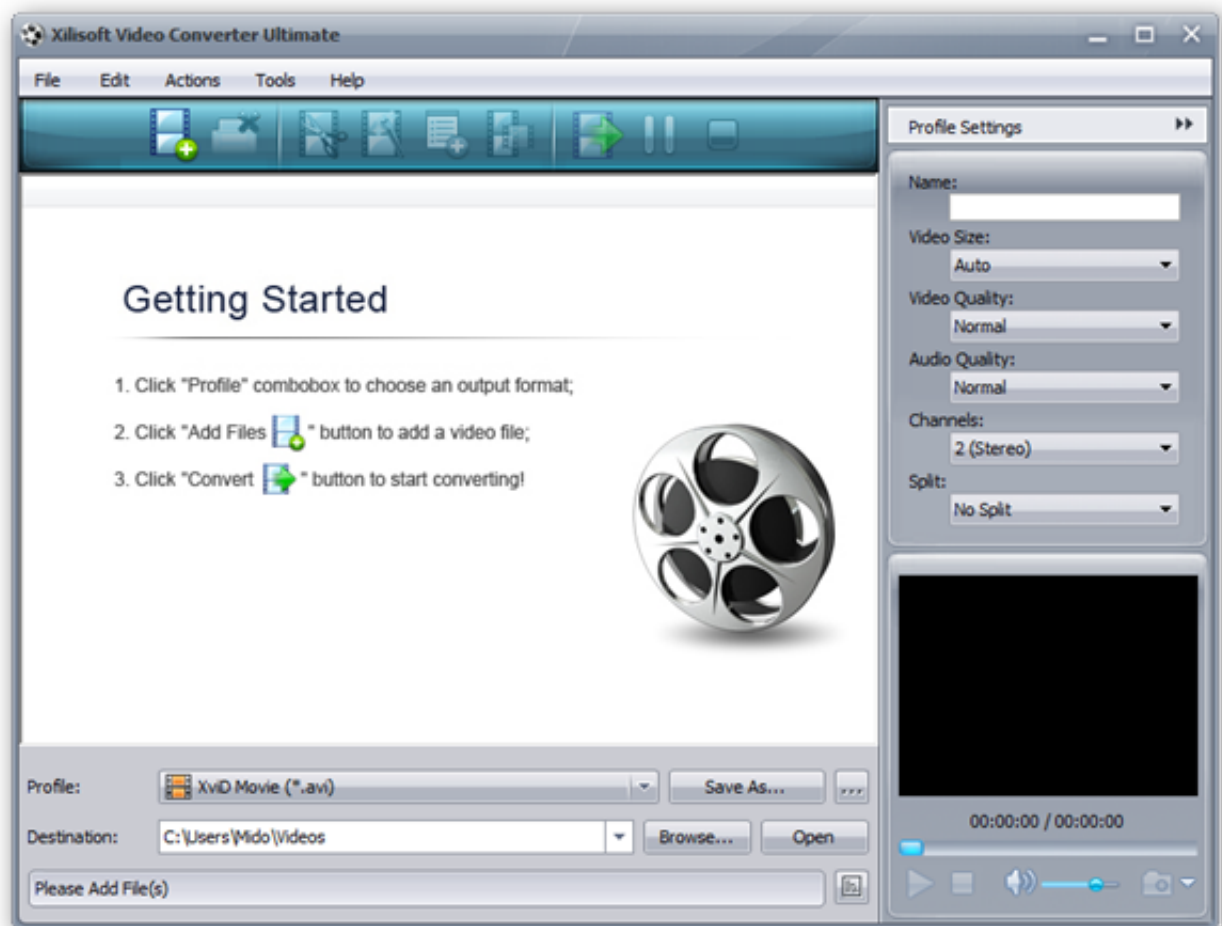 Xilisoft Video Converter Ultimate
File Edit Actions Tools Help
Profile Settings
Name:
Video Size:
Auto
Video Quality:
Normal
Audio Quality:
Normal
Channels:
2 (Stereo)
Split:
No Split
Getting Started
1. Click "Profile" combobox to choose an output format;
2. Click "Add Files " button to add a video file;
3. Click "Convert " button to start converting!
Profile: XviD Movie (*.avi) Save As... ...
Destination: C:\Users\Mido\Videos Browse... Open
Please Add File(s)
00:00:00 / 00:00:00